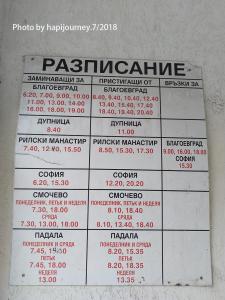 Photo by hapijourney.7/2018
РАЗПИСАНИЕ
ЗАМИНАВАЩИ ЗА
ПРИСТИГАЩИ ОТ
ВРЪЗКИ ЗА
БЛАГОЕВГРАД
6.20, 7.00, 9.00, 10.00
11.00, 13.00, 14.00
16.00, 18.00, 19.00
БЛАГОЕВГРАД
8.40, 9.40, 10.40, 12.40
13.40, 15.40, 17.40
18.40, 19.40, 20.40
ДУПНИЦА
8.40
ДУПНИЦА
11.00
РИЛСКИ МАНАСТИР
7.40, 12.00, 15.50
РИЛСКИ МАНАСТИР
8.50, 15.30, 17.30
БЛАГОЕВГРАД
9.00, 16.00, 18.00
СОФИЯ
15.30
СОФИЯ
6.20, 15.30
СОФИЯ
12.20, 20.20
СМОЧЕВО
ПОНЕДЕЛНИК, ПЕТЪК И НЕДЕЛЯ
7.30, 18.00
СРЯДА
7.30, 13.00, 18.00
СМОЧЕВО
ПОНЕДЕЛНИК, ПЕТЪК И НЕДЕЛЯ
8.10, 18.40
СРЯДА
8.10, 13.40, 18.40
ПАДАЛА
ПОНЕДЕЛНИК И СРЯДА
ПЕТЪК
7.45, 18.00
НЕДЕЛЯ
13.00
ПАДАЛА
ПОНЕДЕЛНИК И СРЯДА
8.20, 15.35
ПЕТЪК
8.20, 18.35
НЕДЕЛЯ
13.35